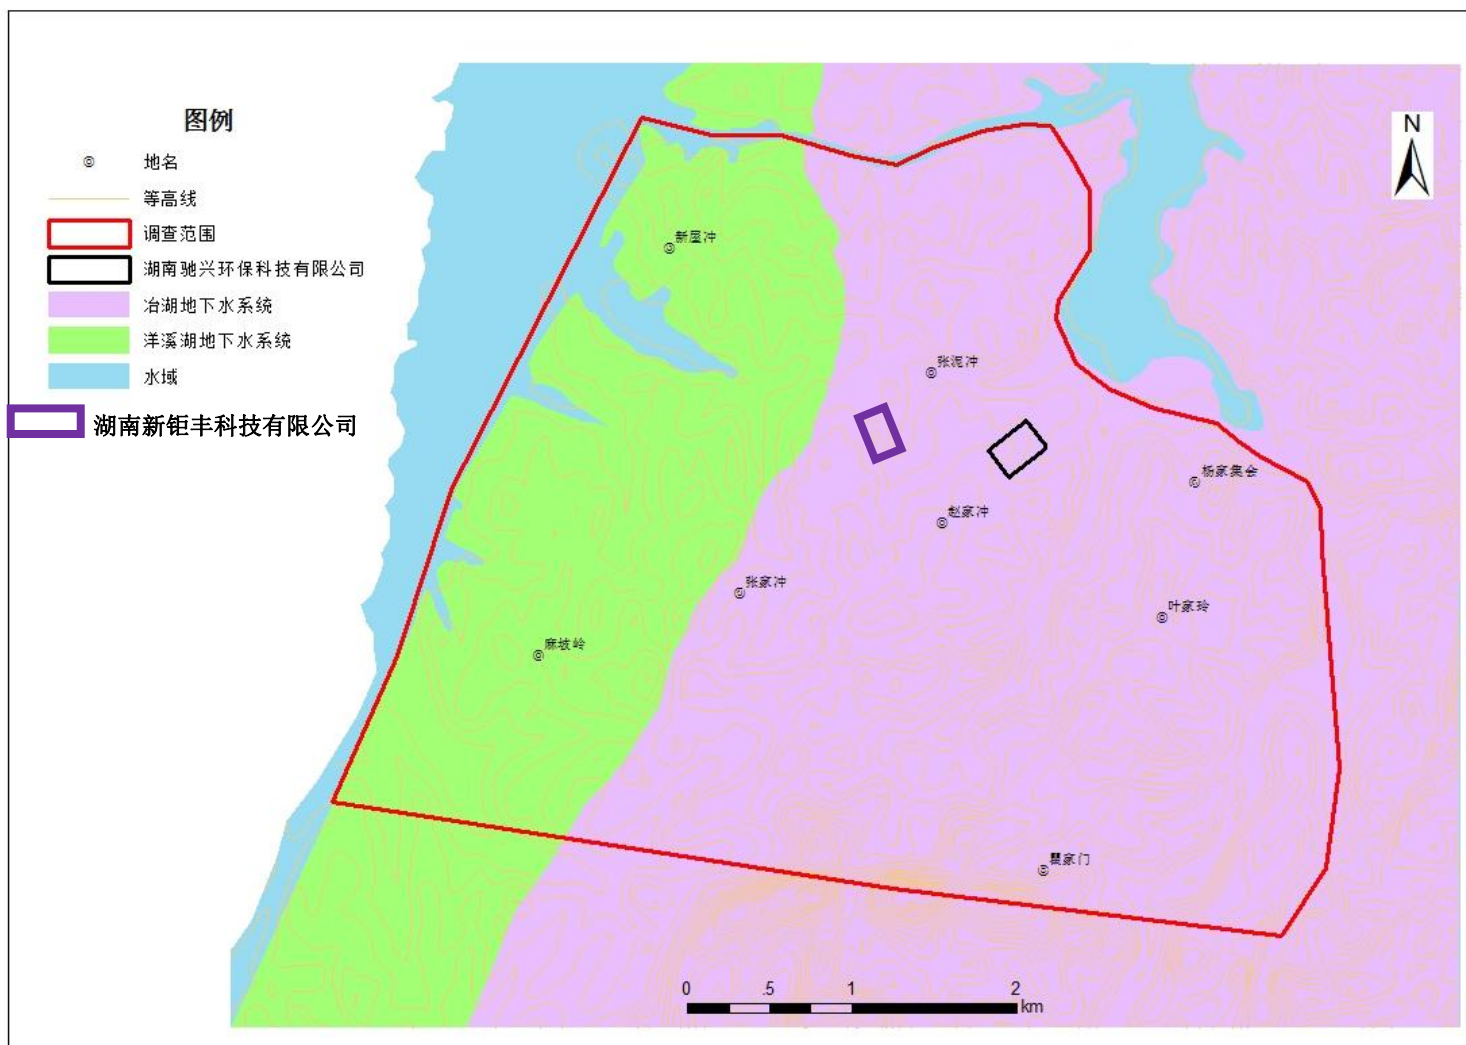 图例
地名
等高线
调查范围
湖南驰兴环保科技有限公司
冶湖地下水系统
洋溪湖地下水系统
水域
湖南新钜丰科技有限公司
N
新屋冲
张泥冲
杨家集会
赵家冲
张家冲
叶家玲
麻坡岭
瞿家门
0 .5 1 2
km